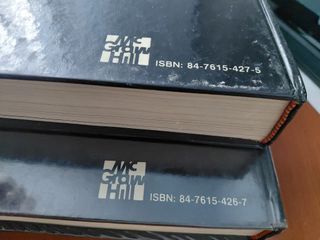 Mc
Graw
Hill
ISBN: 84-7615-427-5
Mc
Graw
Hill
ISBN: 84-7615-426-7